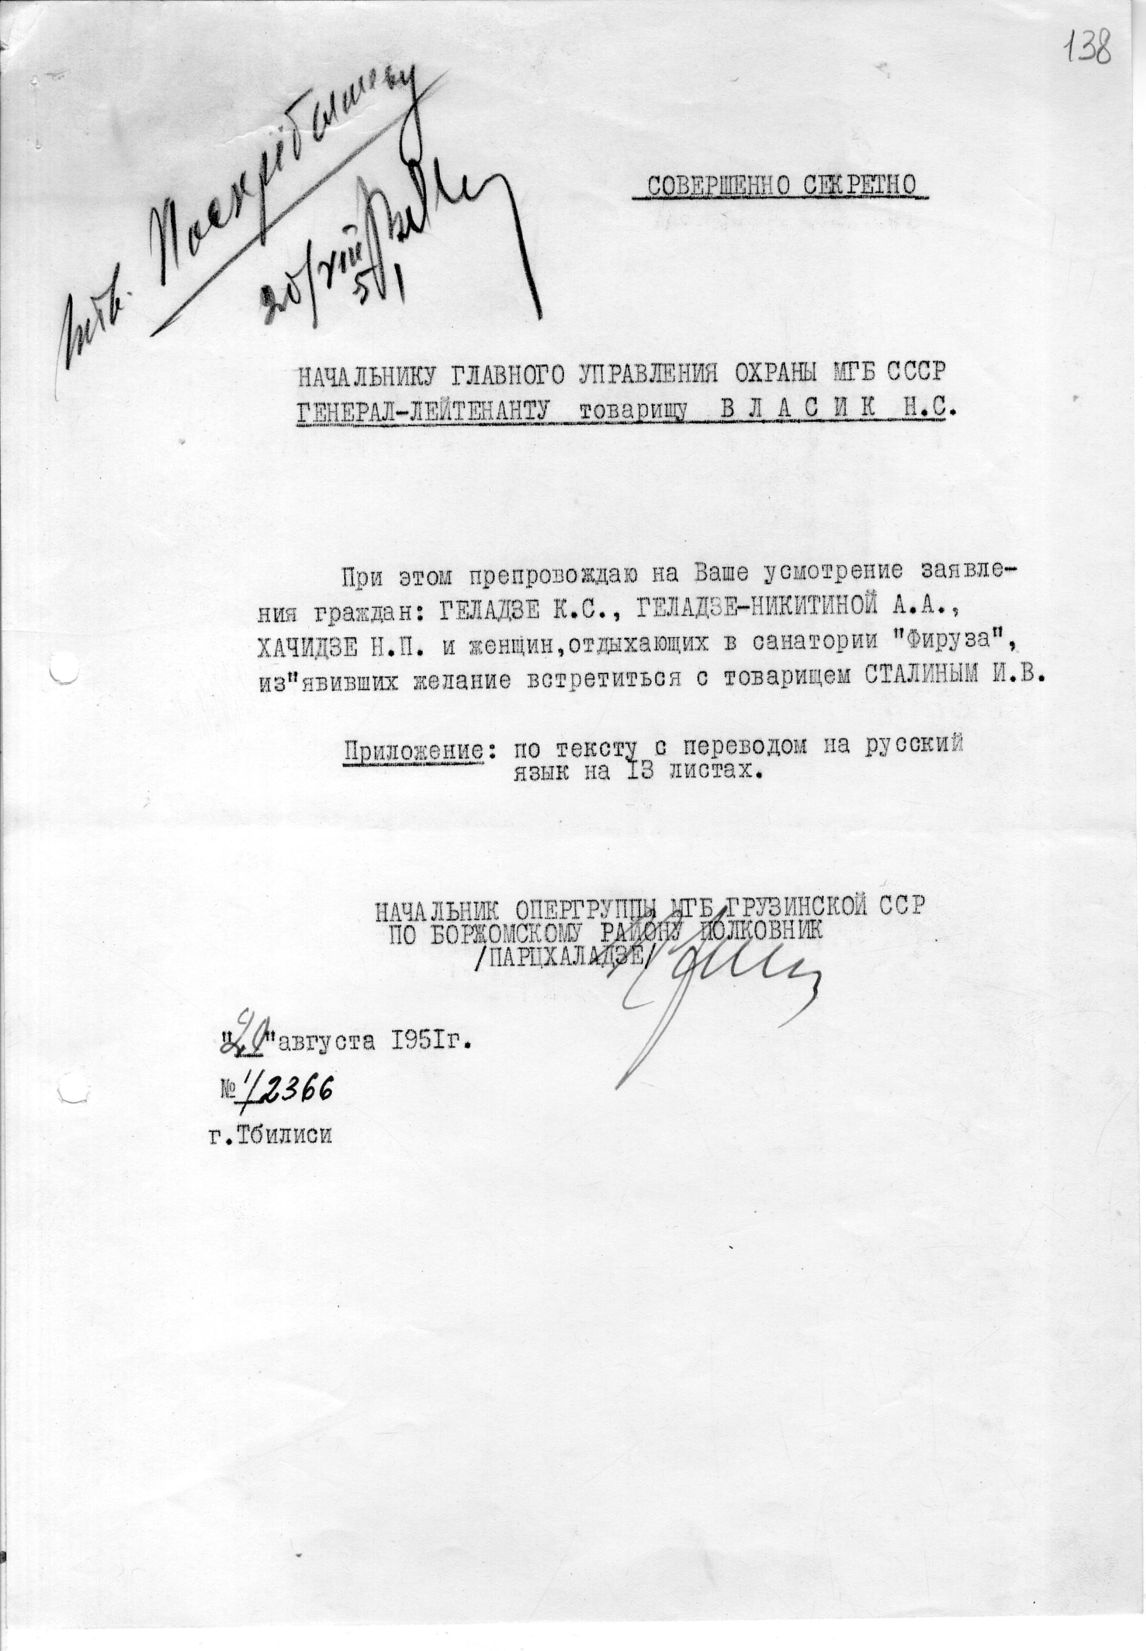 138
тов. Поскребышеву
20/VIII
51
СОВЕРШЕННО СЕКРЕТНО
НАЧАЛЬНИКУ ГЛАВНОГО УПРАВЛЕНИЯ ОХРАНЫ МГБ СССР
ГЕНЕРАЛ-ЛЕЙТЕНАНТУ товарищу В Л А С И К Н.С.
При этом препровождаю на Ваше усмотрение заявле-
ния граждан: ГЕЛАДЗЕ К.С., ГЕЛАДЗЕ-НИКИТИНОЙ А.А.,
ХАЧИДЗЕ Н.П. и женщин,отдыхающих в санатории "Фируза",
из"явивших желание встретиться с товарищем СТАЛИНЫМ И.В.
Приложение: по тексту с переводом на русский
язык на 13 листах.
НАЧАЛЬНИК ОПЕРГРУППЫ МГБ ГРУЗИНСКОЙ ССР
ПО БОРЖОМСКОМУ РАЙОНУ ПОЛКОВНИК
/ПАРЦХАЛАДЗЕ/
"20"августа 1951г.
№ 1/2366
г.Тбилиси